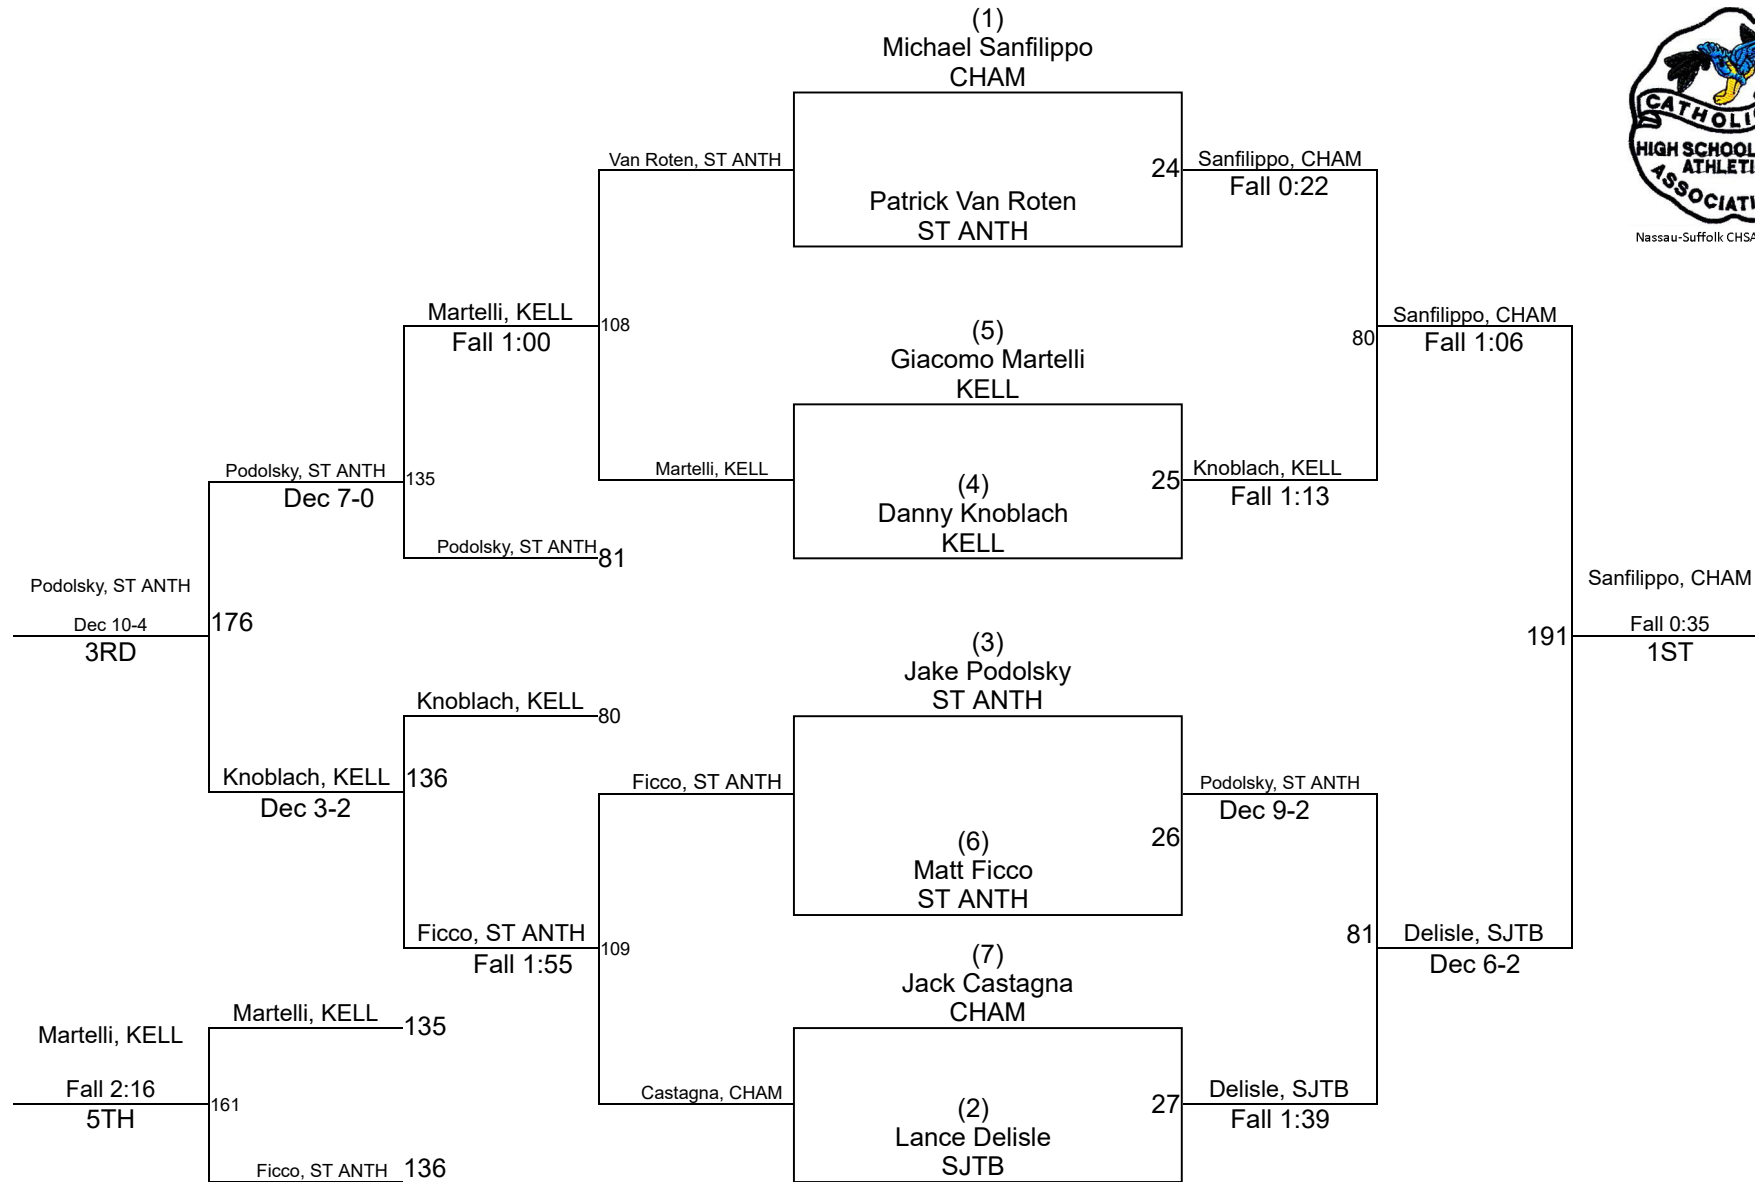 (1)
Michael Sanfilippo
CHAM
Van Roten, ST ANTH
24
Sanfilippo, CHAM
Fall 0:22
Patrick Van Roten
ST ANTH
HIGH SCHOOL
Martelli, KELL
Fall 1:00
108
(5)
Giacomo Martelli
KELL
80
Sanfilippo, CHAM
Fall 1:06
Podolsky, ST ANTH
Dec 7-0
135
Martelli, KELL
(4)
Danny Knoblach
KELL
25
Knoblach, KELL
Fall 1:13
Podolsky, ST ANTH
81
Podolsky, ST ANTH
Dec 10-4
3RD
176
191
Sanfilippo, CHAM
Fall 0:35
1ST
(3)
Jake Podolsky
ST ANTH
Knoblach, KELL
80
Knoblach, KELL
Dec 3-2
136
Ficco, ST ANTH
Podolsky, ST ANTH
Dec 9-2
26
(6)
Matt Ficco
ST ANTH
Ficco, ST ANTH
Fall 1:55
109
81
Delisle, SJTB
Dec 6-2
(7)
Jack Castagna
CHAM
Martelli, KELL
135
Martelli, KELL
Fall 2:16
5TH
161
Castagna, CHAM
27
Delisle, SJTB
Fall 1:39
(2)
Lance Delisle
SJTB
Ficco, ST ANTH
136